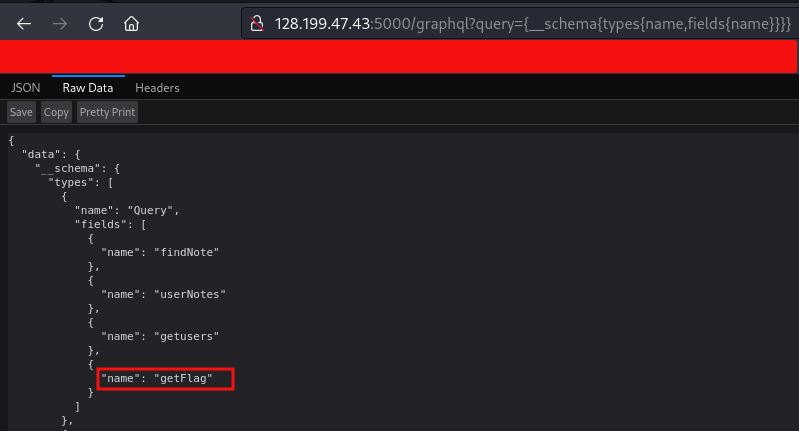 128.199.47.43:5000/graphql?query={__schema{types{name,fields{name}}}}
JSON Raw Data Headers
Save Copy Pretty Print
{
"data": {
"__schema": {
"types": [
{
"name": "Query",
"fields": [
{
"name": "findNote"
},
{
"name": "userNotes"
},
{
"name": "getusers"
},
{
"name": "getFlag"
}
]
},